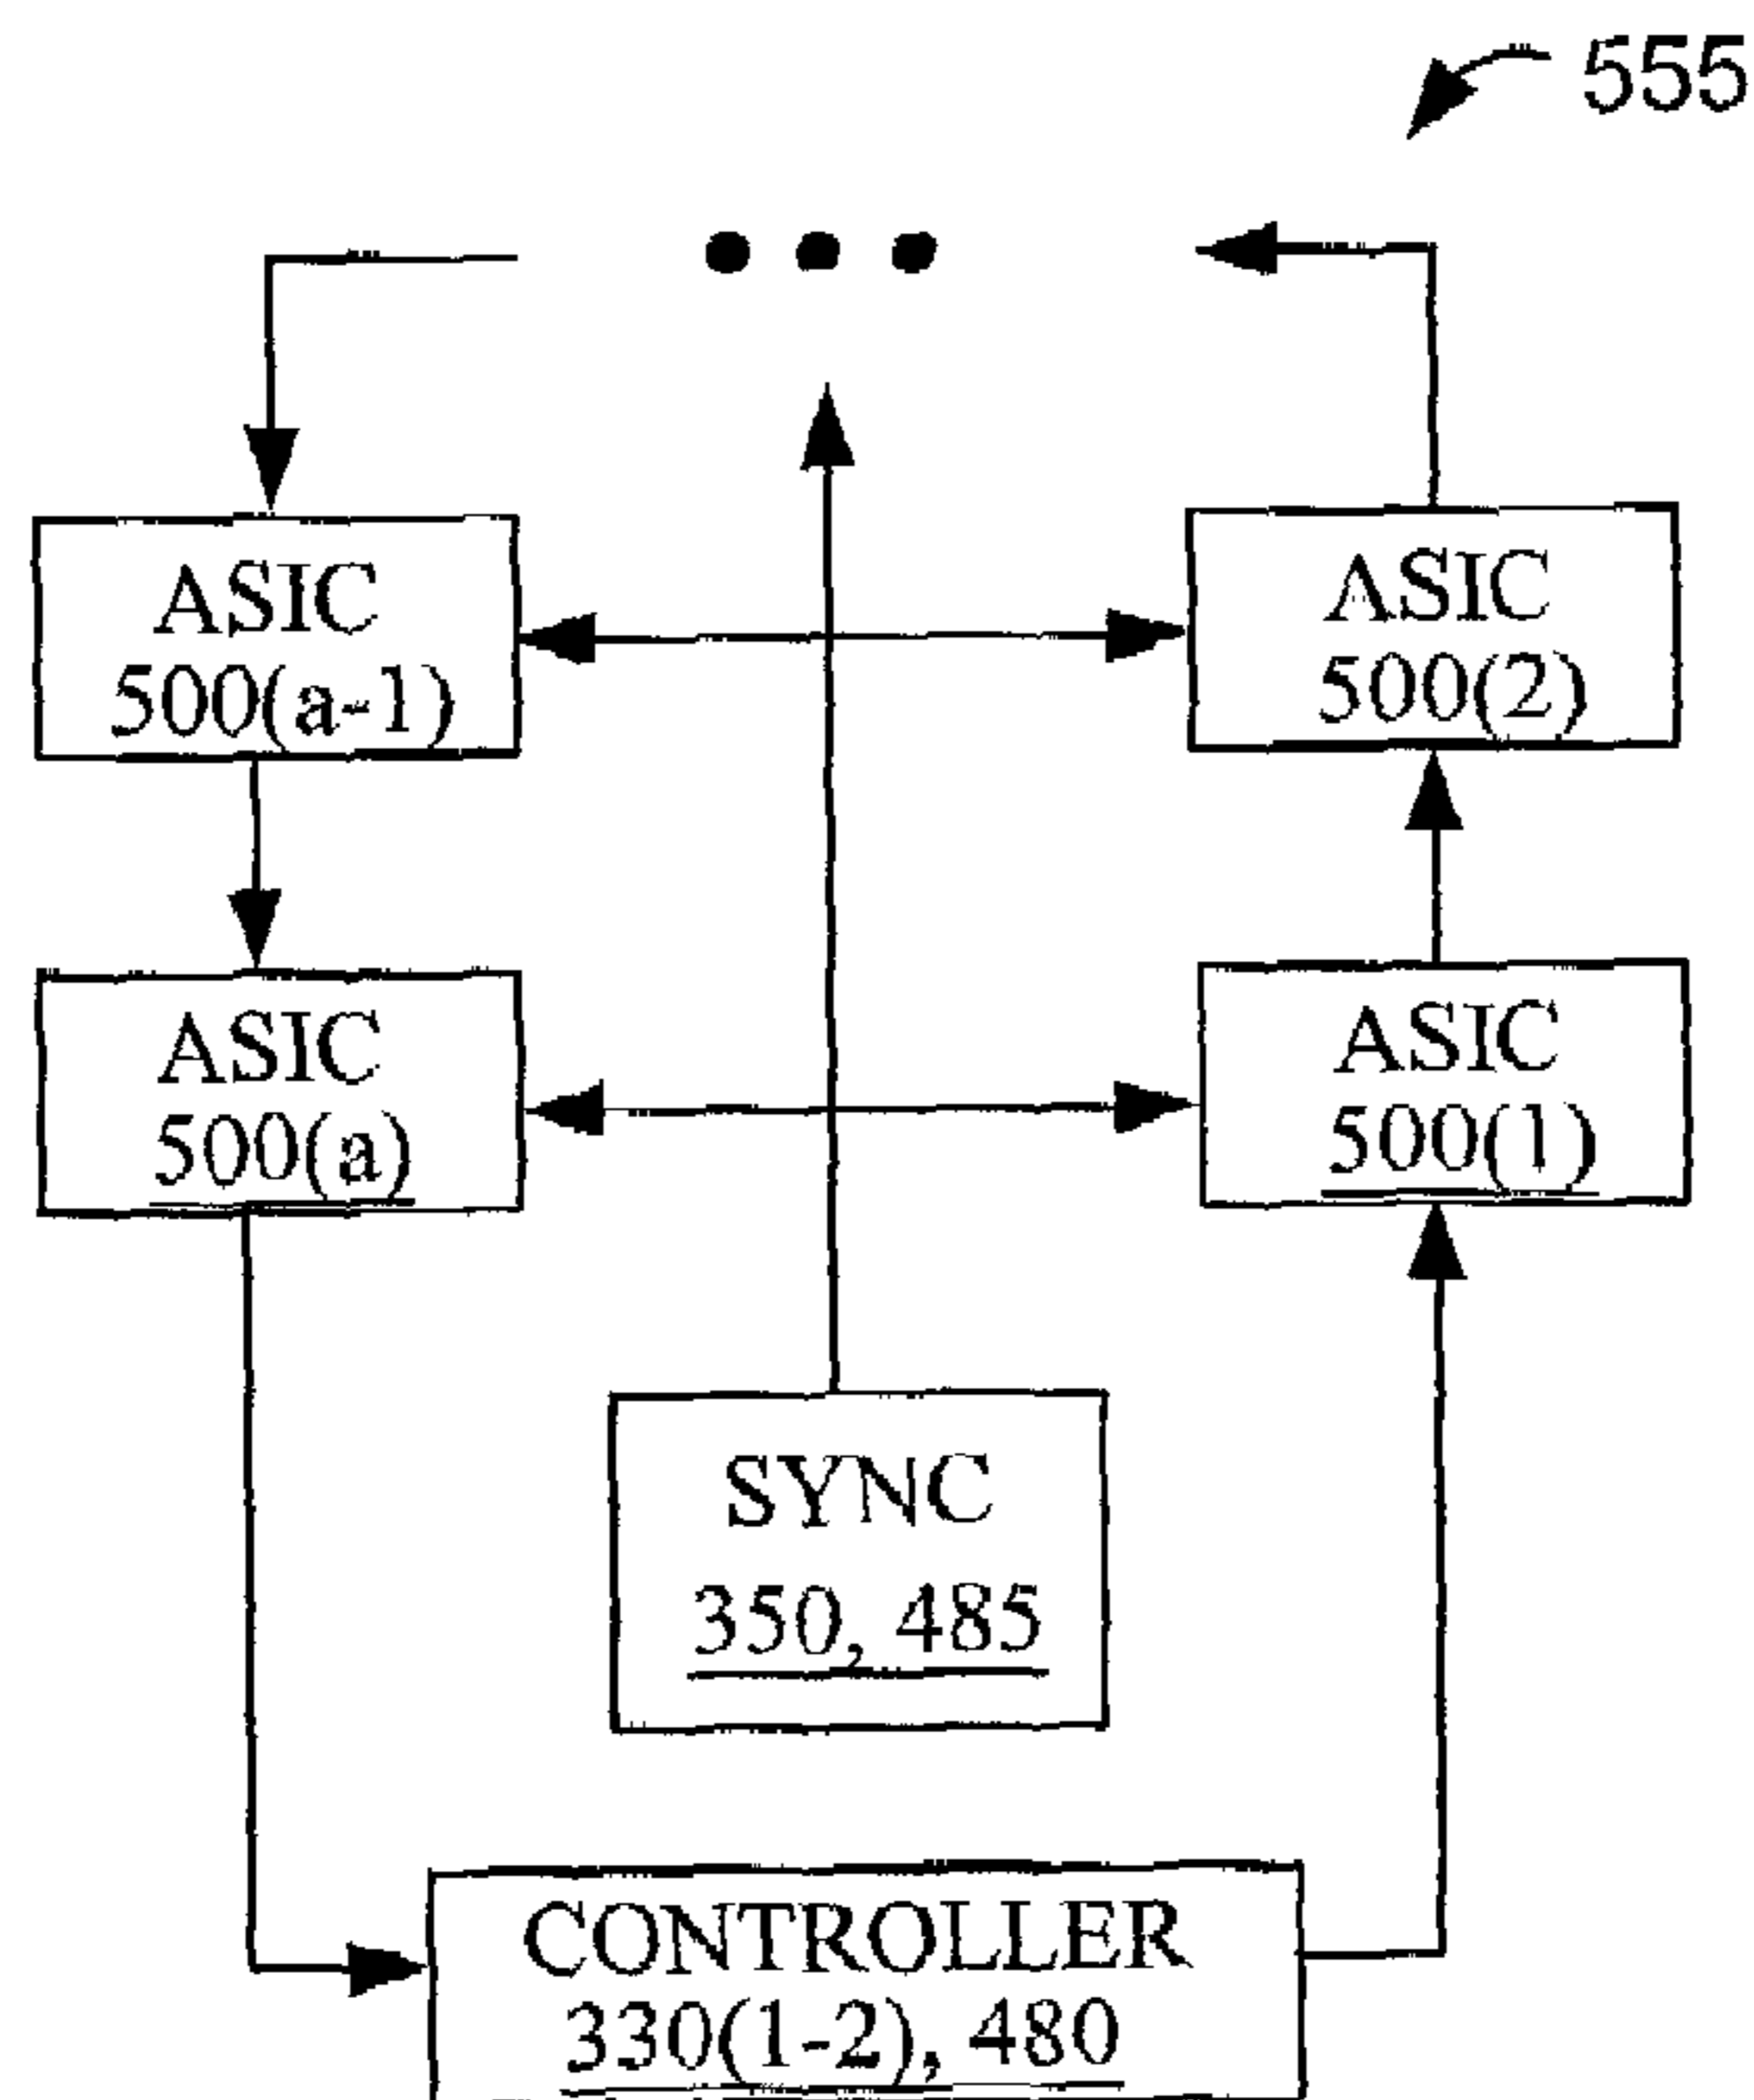 555
ASIC
500(a-1)
ASIC
500(2)
ASIC
500(a)
ASIC
500(1)
SYNC
350, 485
CONTROLLER
330(1-2), 480